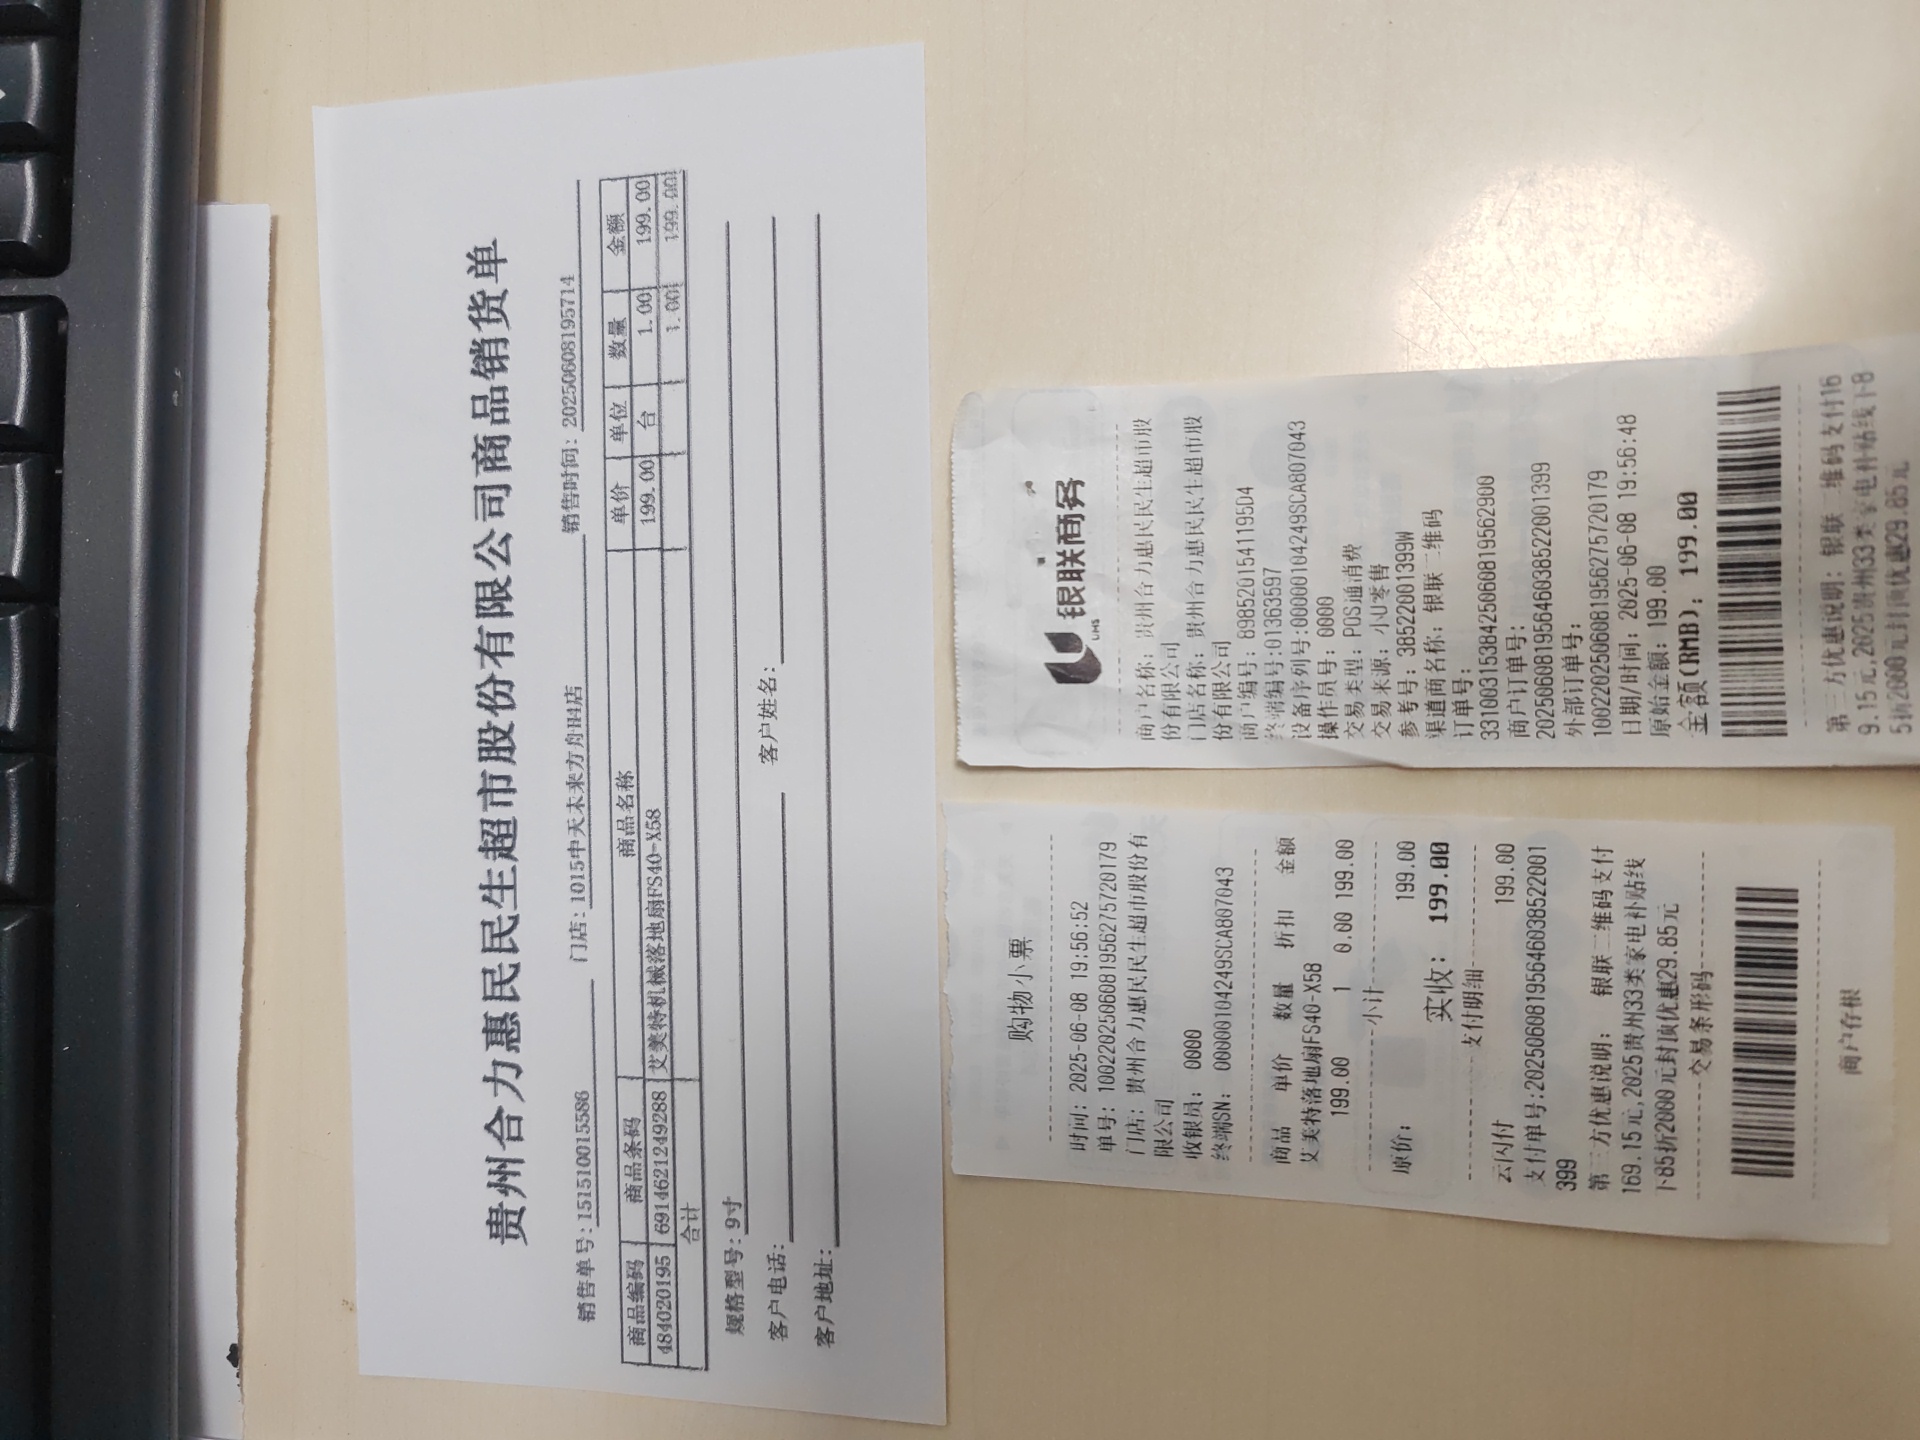 贵州合力惠民民生超市股份有限公司商品销货单
销售单号:151510015586 门店:1015中天未来方舟H4店 销售时间:20250608195714
商品编码 商品条码 商品名称 单价 单位 数量 金额
484020195 6914621249288 艾美特机械落地扇FS40-X58 199.00 台 1.00 199.00
合计 1.00 199.00
规格型号:9寸
客户电话: 客户姓名:
客户地址:
购物小票
时间: 2025-06-08 19:56:52
单号: 10022025060819562757720179
门店: 贵州合力惠民民生超市股份有
限公司
收银员: 0000
终端SN: 00000104249SCA807043
商品 单价 数量 折扣 金额
艾美特落地扇FS40-X58
199.00 1 0.00 199.00
小计
原价: 199.00
实收: 199.00
支付明细
云闪付 199.00
支付单号:20250608195646038522001
399
第三方优惠说明: 银联二维码支付
169.15元,2025贵州33类家电补贴线
下85折2000元封顶优惠29.85元
交易条形码
商户存根
银联商务
UMS
商户名称: 贵州合力惠民民生超市股
份有限公司
门店名称: 贵州合力惠民民生超市股
份有限公司
商户编号: 898520154119504
终端编号:01363597
设备序列号:00000104249SCA807043
操作员号: 0000
交易类型: POS通消费
交易来源: 小U零售
参考号: 38522001399W
渠道商名称: 银联二维码
订单号:
33100315384250608195562900
商户订单号:
20250608195646038522001399
外部订单号:
10022025060819562757720179
日期/时间: 2025-06-08 19:56:48
原始金额: 199.00
金额(RMB): 199.00
第三方优惠说明: 银联二维码支付16
9.15元,2025贵州33类家电补贴线下8
5折2000元封顶优惠29.85元